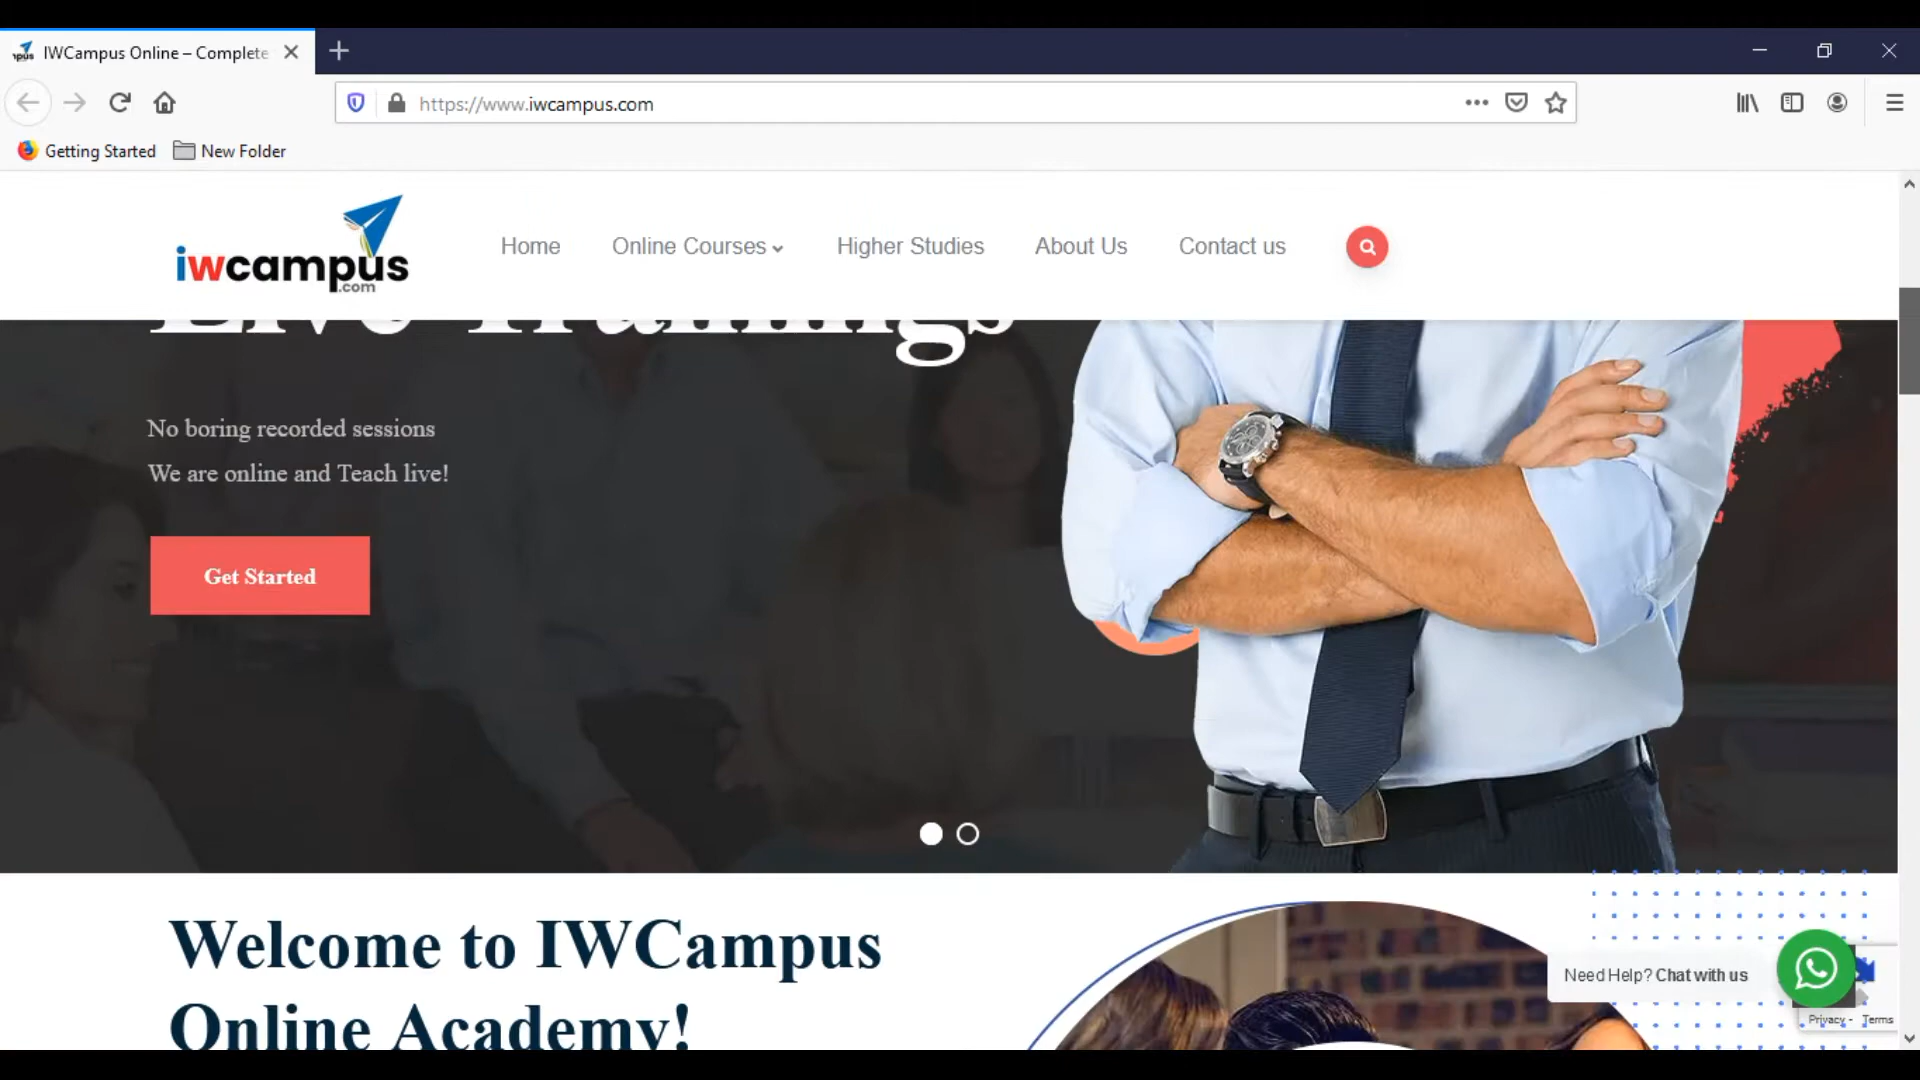 IWCampus Online – Complete
https://www.iwcampus.com
Getting Started
New Folder
iwcampus
.com
Home
Online Courses
Higher Studies
About Us
Contact us
Live Trainings
No boring recorded sessions
We are online and Teach live!
Get Started
Welcome to IWCampus
Online Academy!
Need Help? Chat with us
Privacy - Terms